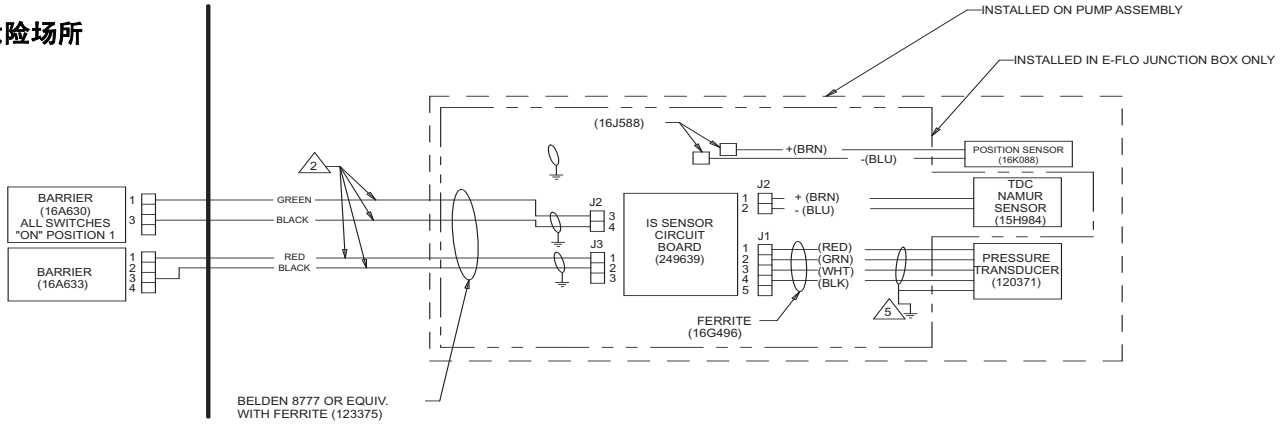 险场所
INSTALLED ON PUMP ASSEMBLY
INSTALLED IN E-FLO JUNCTION BOX ONLY
(16J588)
+(BRN)
-(BLU)
POSITION SENSOR
(16K088)
2
BARRIER
(16A630)
ALL SWITCHES
"ON" POSITION 1
1
3
GREEN
BLACK
J2
3
4
IS SENSOR
CIRCUIT
BOARD
(249639)
J2
1
2
+ (BRN)
- (BLU)
TDC
NAMUR
SENSOR
(15H984)
BARRIER
(16A633)
1
2
3
4
RED
BLACK
J3
1
2
3
J1
1
2
3
4
5
(RED)
(GRN)
(WHT)
(BLK)
PRESSURE
TRANSDUCER
(120371)
5
FERRITE
(16G496)
BELDEN 8777 OR EQUIV.
WITH FERRITE (123375)